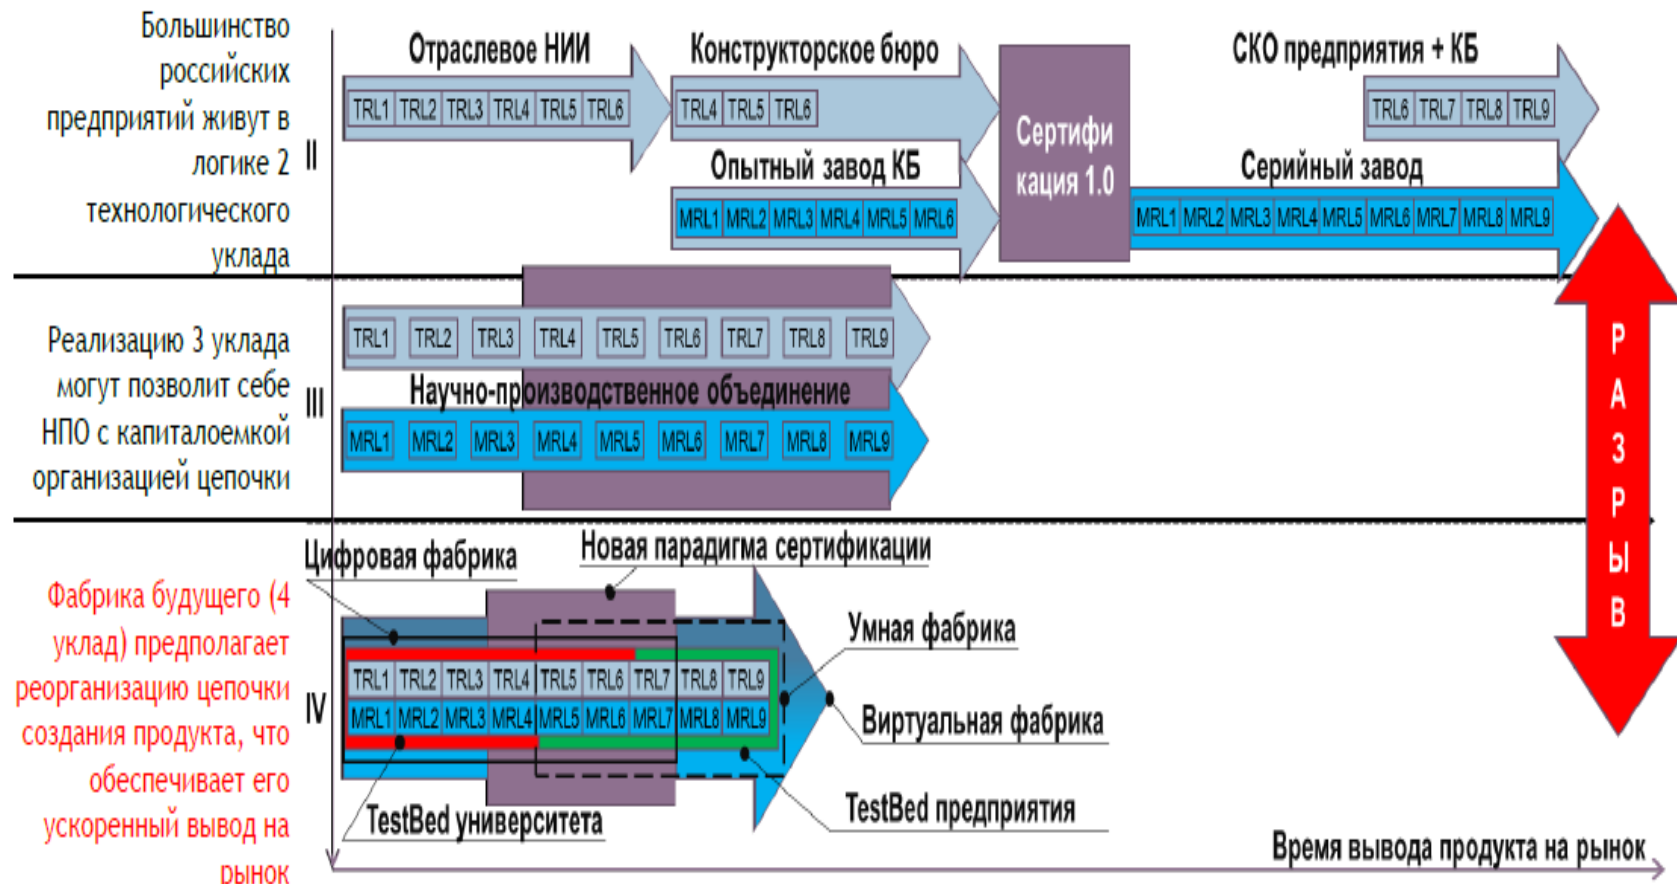 Большинство
российских
предприятий живут в
логике 2
технологического
уклада
II
Отраслевое НИИ
TRL1 TRL2 TRL3 TRL4 TRL5 TRL6
Конструкторское бюро
TRL4 TRL5 TRL6
Опытный завод КБ
MRL1 MRL2 MRL3 MRL4 MRL5 MRL6
Сертифи
кация 1.0
СКО предприятия + КБ
TRL6 TRL7 TRL8 TRL9
Серийный завод
MRL1 MRL2 MRL3 MRL4 MRL5 MRL6 MRL7 MRL8 MRL9
Реализацию 3 уклада
могут позволит себе
НПО с капиталоемкой
организацией цепочки
III
TRL1 TRL2 TRL3 TRL4 TRL5 TRL6 TRL7 TRL8 TRL9
Научно-производственное объединение
MRL1 MRL2 MRL3 MRL4 MRL5 MRL6 MRL7 MRL8 MRL9
Р
А
З
Р
Ы
В
Фабрика будущего (4
уклад) предполагает
реорганизацию цепочки
создания продукта, что
обеспечивает его
ускоренный вывод на
рынок
IV
Цифровая фабрика
Новая парадигма сертификации
TRL1 TRL2 TRL3 TRL4 TRL5 TRL6 TRL7 TRL8 TRL9
MRL1 MRL2 MRL3 MRL4 MRL5 MRL6 MRL7 MRL8 MRL9
Умная фабрика
Виртуальная фабрика
TestBed университета
TestBed предприятия
Время вывода продукта на рынок